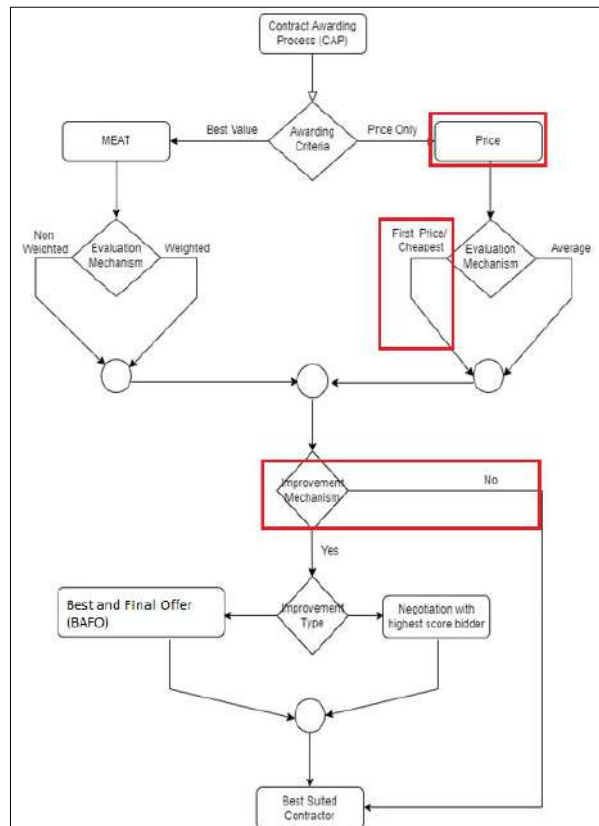 Contract Awarding
Process (CAP)
Best Value
Awarding
Criteria
Price Only
MEAT
Price
Non
Weighted
Evaluation
Mechanism
Weighted
First Price/
Cheapest
Evaluation
Mechanism
Average
Improvement
Mechanism
No
Yes
Best and Final Offer
(BAFO)
Improvement
Type
Negotiation with
highest score bidder
Best Suited
Contractor